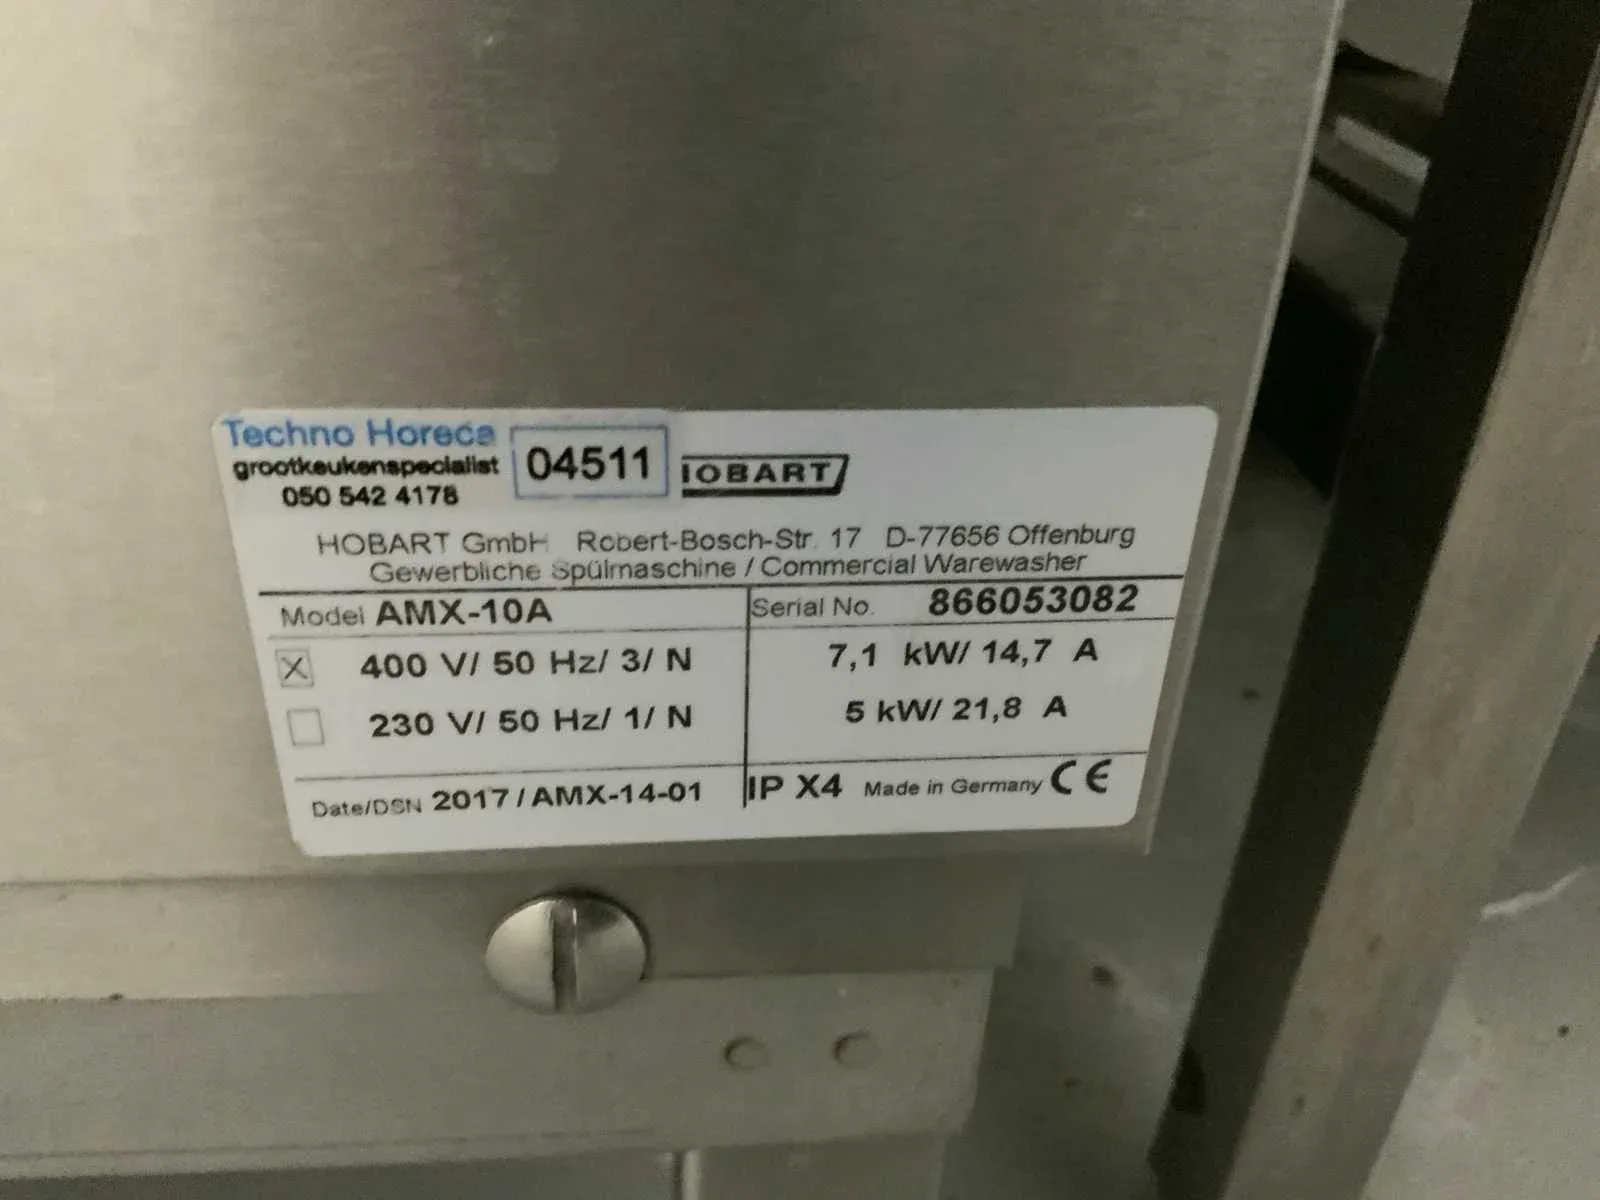 Techno Horeca
grootkeukenspecialist
050 542 4178
04511
HOBART
HOBART GmbH Robert-Bosch-Str. 17 D-77656 Offenburg
Gewerbliche Spülmaschine / Commercial Warewasher
Model AMX-10A Serial No. 866053082
X 400 V/ 50 Hz/ 3/ N 7,1 kW/ 14,7 A
230 V/ 50 Hz/ 1/ N 5 kW/ 21,8 A
Date/DSN 2017 / AMX-14-01 IP X4 Made in Germany CE